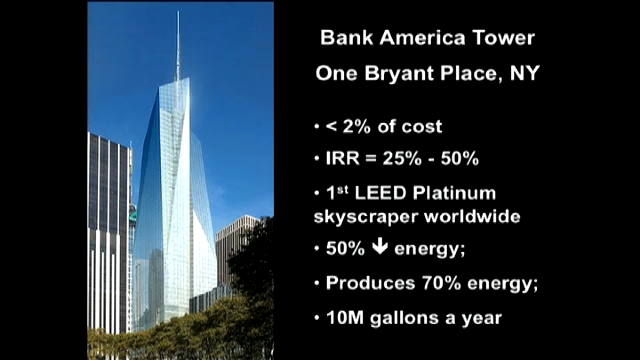 Bank America Tower
One Bryant Place, NY
• < 2% of cost
• IRR = 25% - 50%
• 1st LEED Platinum
skyscraper worldwide
• 50% 🡻 energy;
• Produces 70% energy;
• 10M gallons a year